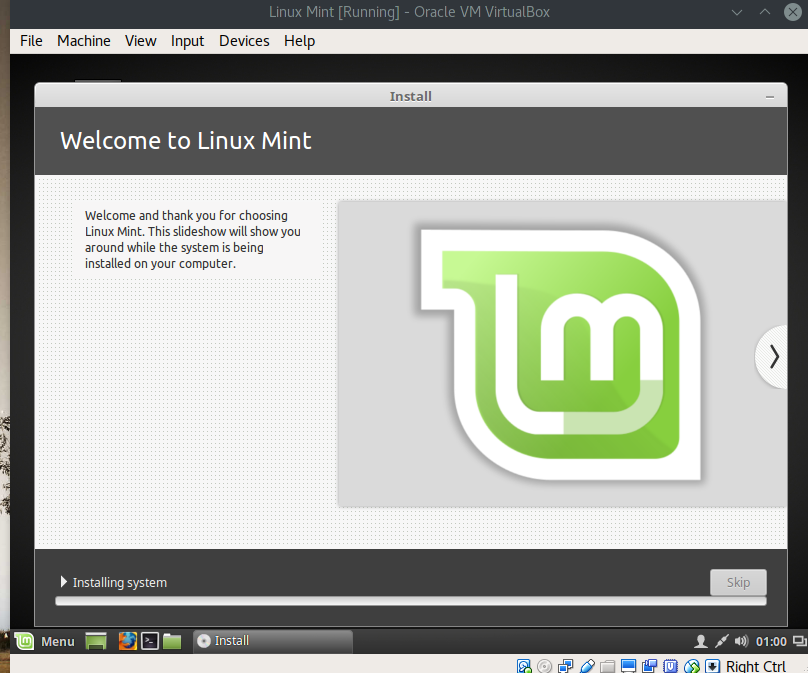 Linux Mint [Running] - Oracle VM VirtualBox
File Machine View Input Devices Help
Install
Welcome to Linux Mint
Welcome and thank you for choosing
Linux Mint. This slideshow will show you
around while the system is being
installed on your computer.
Installing system
Skip
Menu
Install
01:00
Right Ctrl